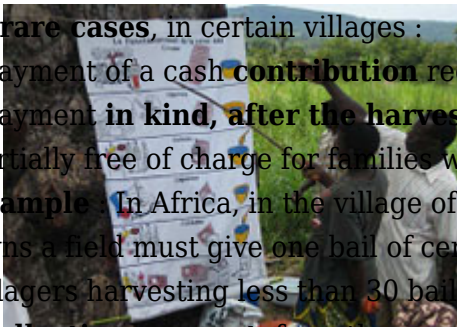 rare cases, in certain villages :
ayment of a cash contribution re
ayment in kind, after the harves
rtially free of charge for families w
ample : In Africa, in the village of
ns a field must give one bail of cer
lagers harvesting less than 30 bail